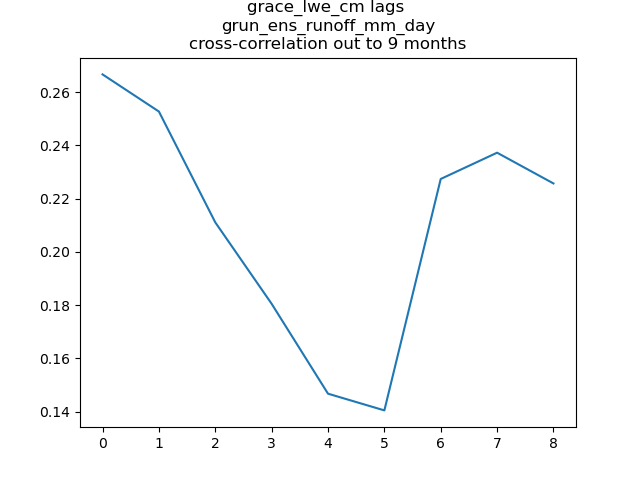 grace_lwe_cm lags
grun_ens_runoff_mm_day
cross-correlation out to 9 months
0.26
0.24
0.22
0.20
0.18
0.16
0.14
0 1 2 3 4 5 6 7 8